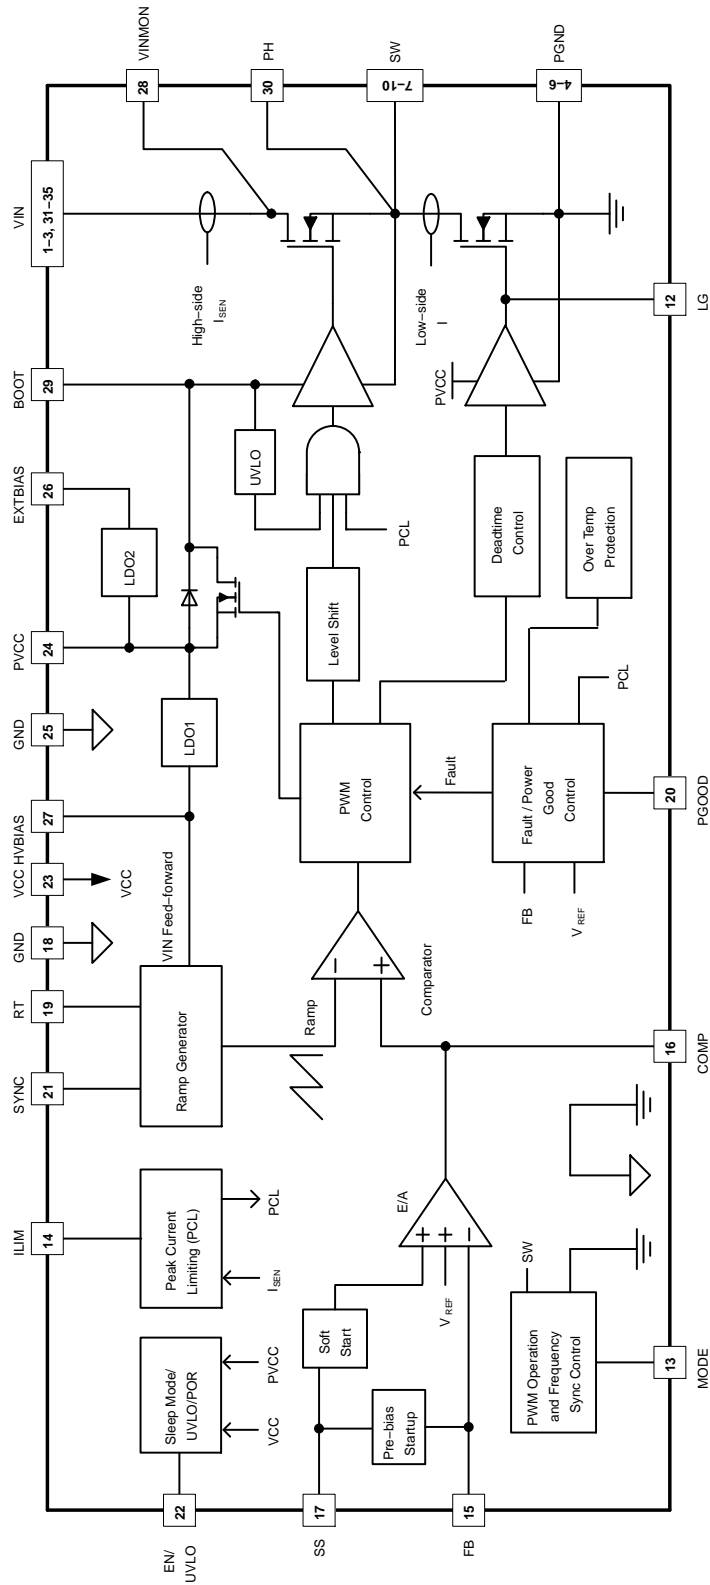 EN/
UVLO
22
ILIM
14
SYNC
21
RT
19
GND
18
VCC
23
HVBIAS
27
GND
25
PVCC
24
EXTBIAS
26
BOOT
29
VIN
1–3, 31–35
VINMON
28
PH
30
SW
7–10
PGND
4–6
Sleep Mode/
UVLO/POR
VCC
PVCC
Peak Current
Limiting (PCL)
ISEN
PCL
Ramp Generator
VIN Feed–forward
VCC
LDO1
LDO2
UVLO
High–side
ISEN
Low–side
I
SS
17
Pre–bias
Startup
Soft
Start
FB
15
V REF
E/A
+
+
–
Ramp
–
+
Comparator
PWM
Control
Level Shift
PCL
PVCC
Deadtime
Control
Fault
Fault / Power
Good
Control
FB
V REF
PCL
Over Temp
Protection
PWM Operation
and Frequency
Sync Control
SW
13
MODE
16
COMP
20
PGOOD
12
LG